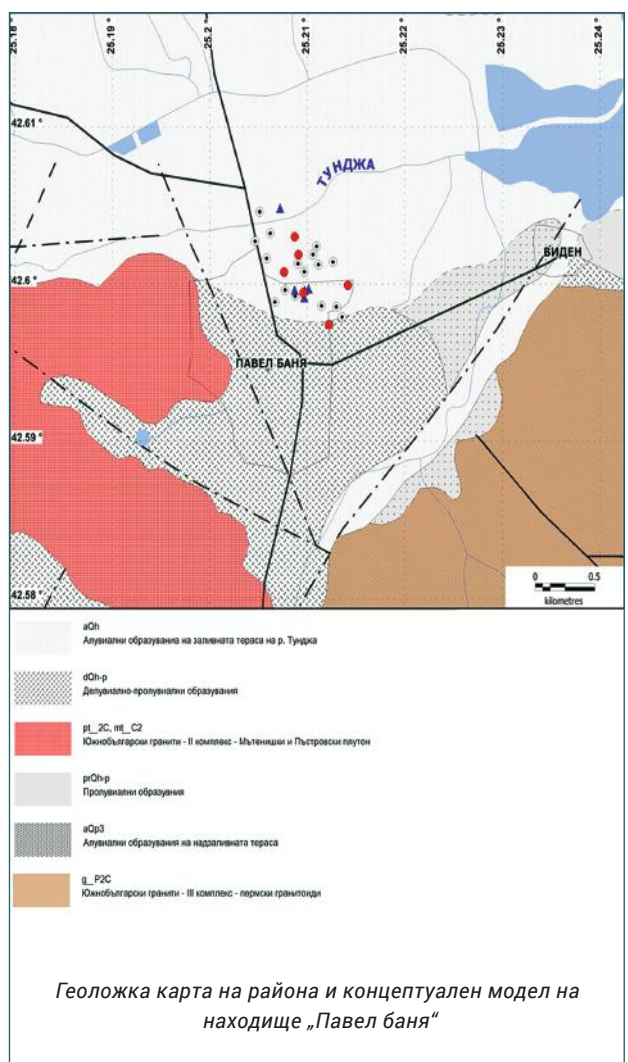 25.18 25.19 25.2 25.21 25.22 25.23 25.24
42.61 °
ТУНДЖА
42.6 °
ВИДЕН
ПАВЕЛ БАНЯ
42.59 °
42.58 °
0 0.5
kilometres
aQh
Алувиални образувания на заливната тераса на р. Тунджа
dQh-p
Делувиално-пролувиални образувания
pt_2C, mt_C2
Южнобългарски гранити - II комплекс - Мътенишки и Пъстровски плутон
prQh-p
Пролувиални образувния
aQp3
Алувиални образувания на надзаливната тераса
g_P2C
Южнобългарски гранити - III комплекс - пермски гранитоиди
Геоложка карта на района и концептуален модел на
находище „Павел баня“